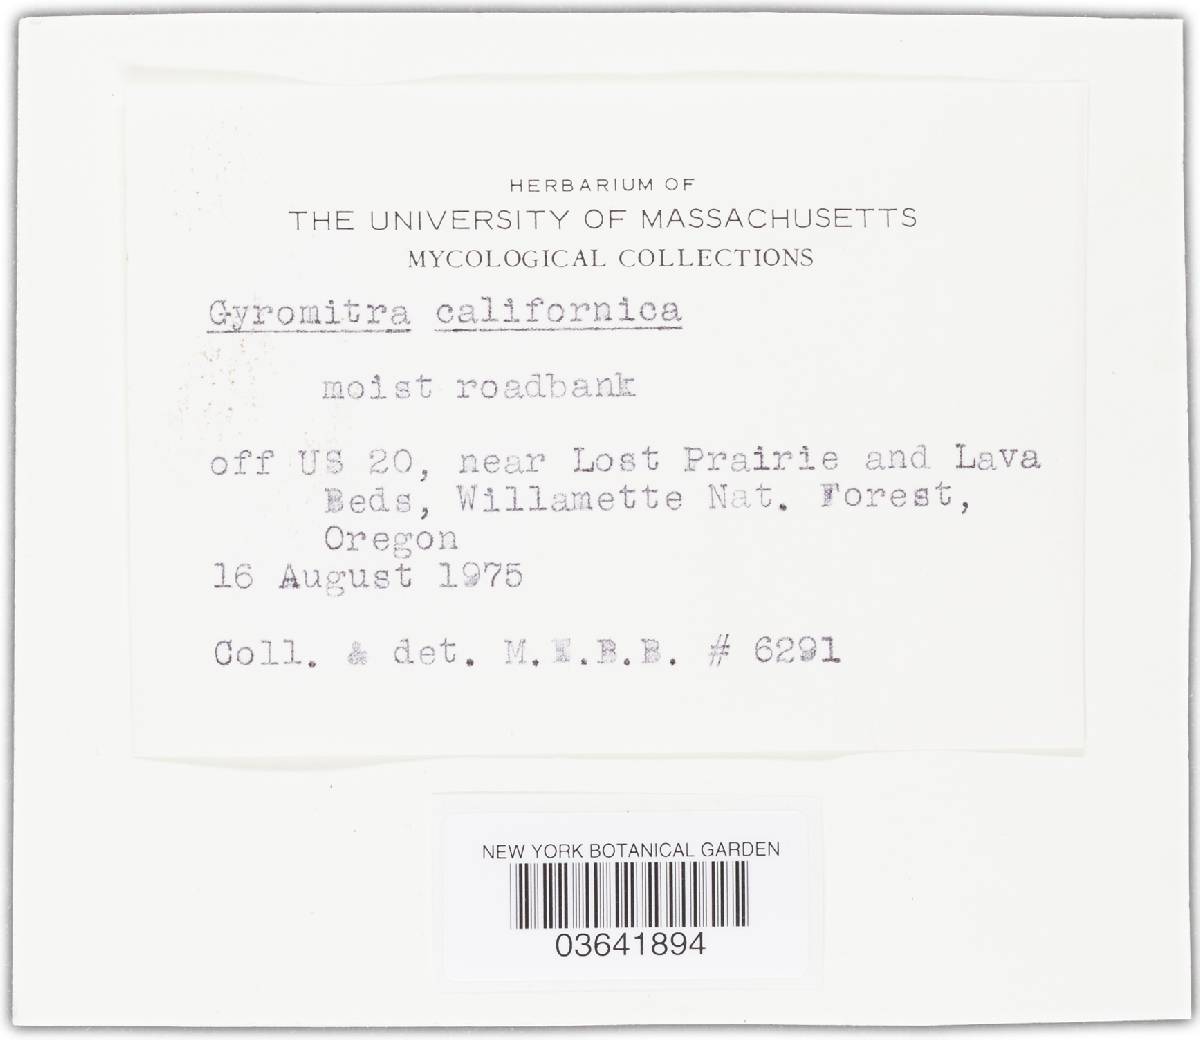 HERBARIUM OF
THE UNIVERSITY OF MASSACHUSETTS
MYCOLOGICAL COLLECTIONS
Gyromitra californica
moist roadbank
off US 20, near Lost Prairie and Lava
Beds, Willamette Nat. Forest,
Oregon
16 August 1975
Coll. & det. M.E.B.B. # 6291
NEW YORK BOTANICAL GARDEN
03641894